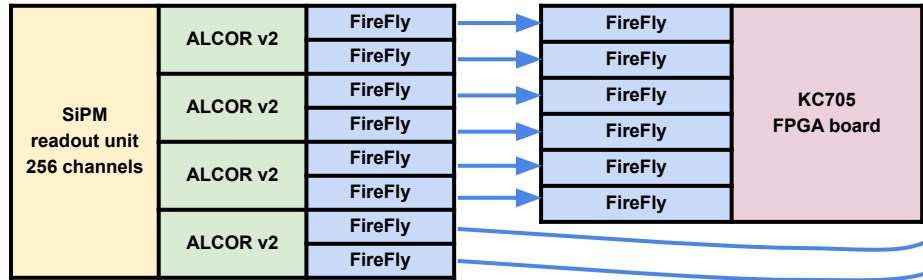 SiPM
readout unit
256 channels
ALCOR v2
ALCOR v2
ALCOR v2
ALCOR v2
FireFly
FireFly
FireFly
FireFly
FireFly
FireFly
FireFly
FireFly
FireFly
FireFly
FireFly
FireFly
FireFly
FireFly
KC705
FPGA board